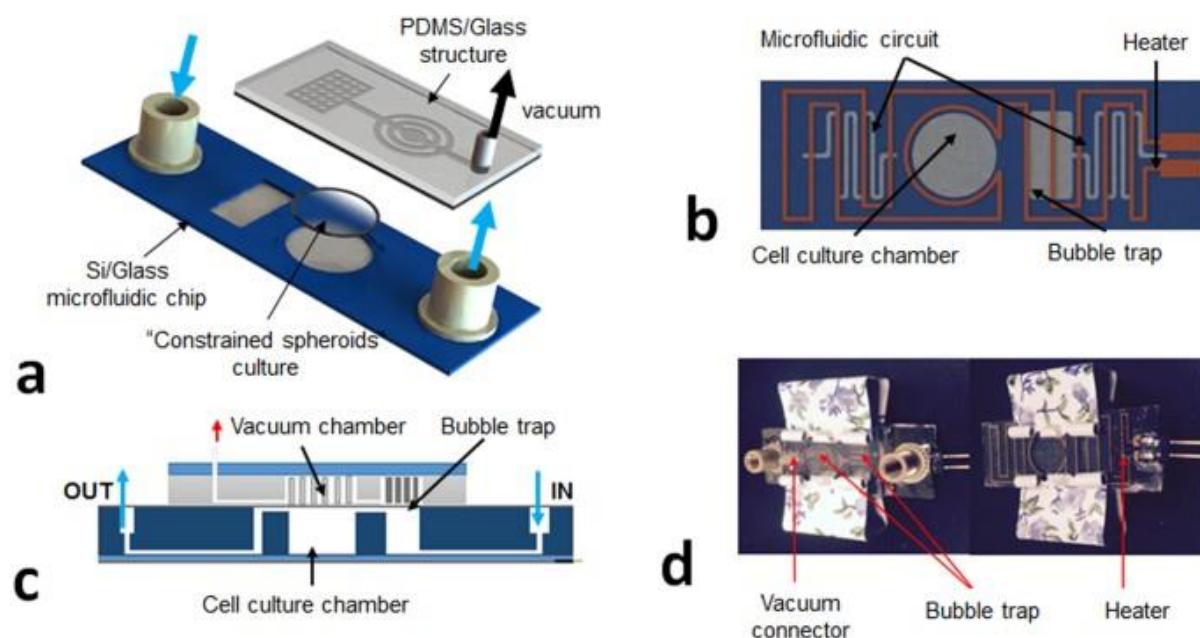 PDMS/Glass
structure
vacuum
Si/Glass
microfluidic chip
"Constrained spheroids"
culture
a
Microfluidic circuit
Heater
b
Cell culture chamber
Bubble trap
Vacuum chamber
Bubble trap
OUT
IN
c
Cell culture chamber
d
Vacuum
connector
Bubble trap
Heater